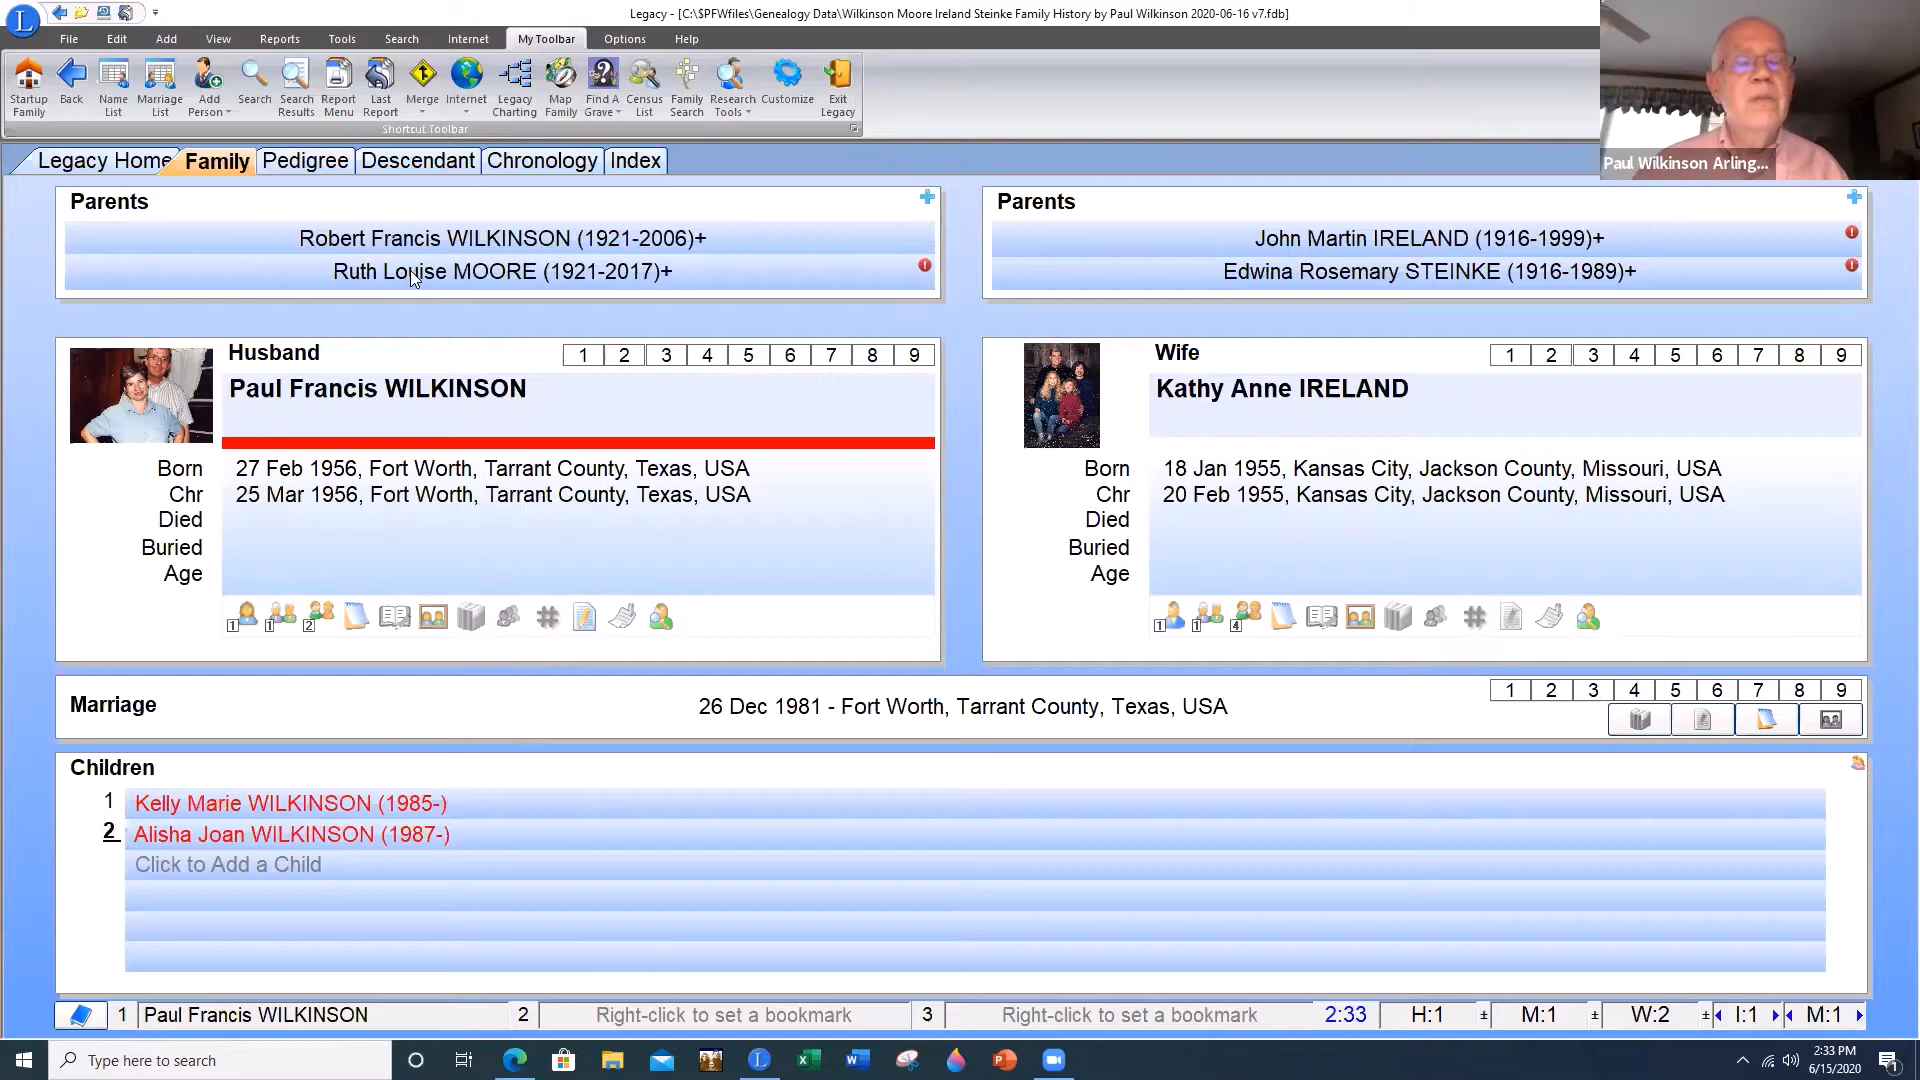 Legacy - [C:\$PFWfiles\Genealogy Data\Wilkinson Moore Ireland Steinke Family History by Paul Wilkinson 2020-06-16 v7.fdb]
L
File Edit Add View Reports Tools Search Internet My Toolbar Options Help
Startup Family Back Name List Marriage List Add Person Search Search Results Report Menu Last Report Merge Internet Legacy Charting Map Family Find A Grave Census List Family Search Research Tools Customize Exit Legacy
Shortcut Toolbar
Paul Wilkinson Arling...
Legacy Home Family Pedigree Descendant Chronology Index
Parents
Robert Francis WILKINSON (1921-2006)+
Ruth Louise MOORE (1921-2017)+
Parents
John Martin IRELAND (1916-1999)+
Edwina Rosemary STEINKE (1916-1989)+
Husband 1 2 3 4 5 6 7 8 9
Paul Francis WILKINSON
Born 27 Feb 1956, Fort Worth, Tarrant County, Texas, USA
Chr 25 Mar 1956, Fort Worth, Tarrant County, Texas, USA
Died
Buried
Age
1 1 2
Wife 1 2 3 4 5 6 7 8 9
Kathy Anne IRELAND
Born 18 Jan 1955, Kansas City, Jackson County, Missouri, USA
Chr 20 Feb 1955, Kansas City, Jackson County, Missouri, USA
Died
Buried
Age
1 1 4
Marriage 26 Dec 1981 - Fort Worth, Tarrant County, Texas, USA 1 2 3 4 5 6 7 8 9
Children
1 Kelly Marie WILKINSON (1985-)
2 Alisha Joan WILKINSON (1987-)
Click to Add a Child
1 Paul Francis WILKINSON 2 Right-click to set a bookmark 3 Right-click to set a bookmark 2:33 H:1 ± M:1 ± W:2 ± I:1 M:1
Type here to search
2:33 PM
6/15/2020
1